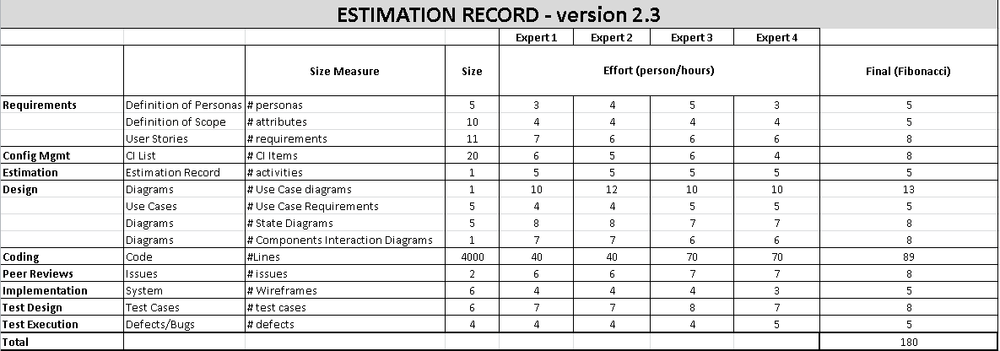 ESTIMATION RECORD - version 2.3
Expert 1 Expert 2 Expert 3 Expert 4
Size Measure Size Effort (person/hours) Final (Fibonacci)
Requirements Definition of Personas # personas 5 3 4 5 3 5
Definition of Scope # attributes 10 4 4 4 4 5
User Stories # requirements 11 7 6 6 6 8
Config Mgmt CI List # CI Items 20 6 5 6 4 8
Estimation Estimation Record # activities 1 5 5 5 5 5
Design Diagrams # Use Case diagrams 1 10 12 10 10 13
Use Cases # Use Case Requirements 5 4 4 5 5 5
Diagrams # State Diagrams 5 8 8 7 7 8
Diagrams # Components Interaction Diagrams 1 7 7 6 6 8
Coding Code #Lines 4000 40 40 70 70 89
Peer Reviews Issues # issues 2 6 6 7 7 8
Implementation System # Wireframes 6 4 4 4 3 5
Test Design Test Cases # test cases 6 7 7 8 7 8
Test Execution Defects/Bugs # defects 4 4 4 4 5 5
Total 180